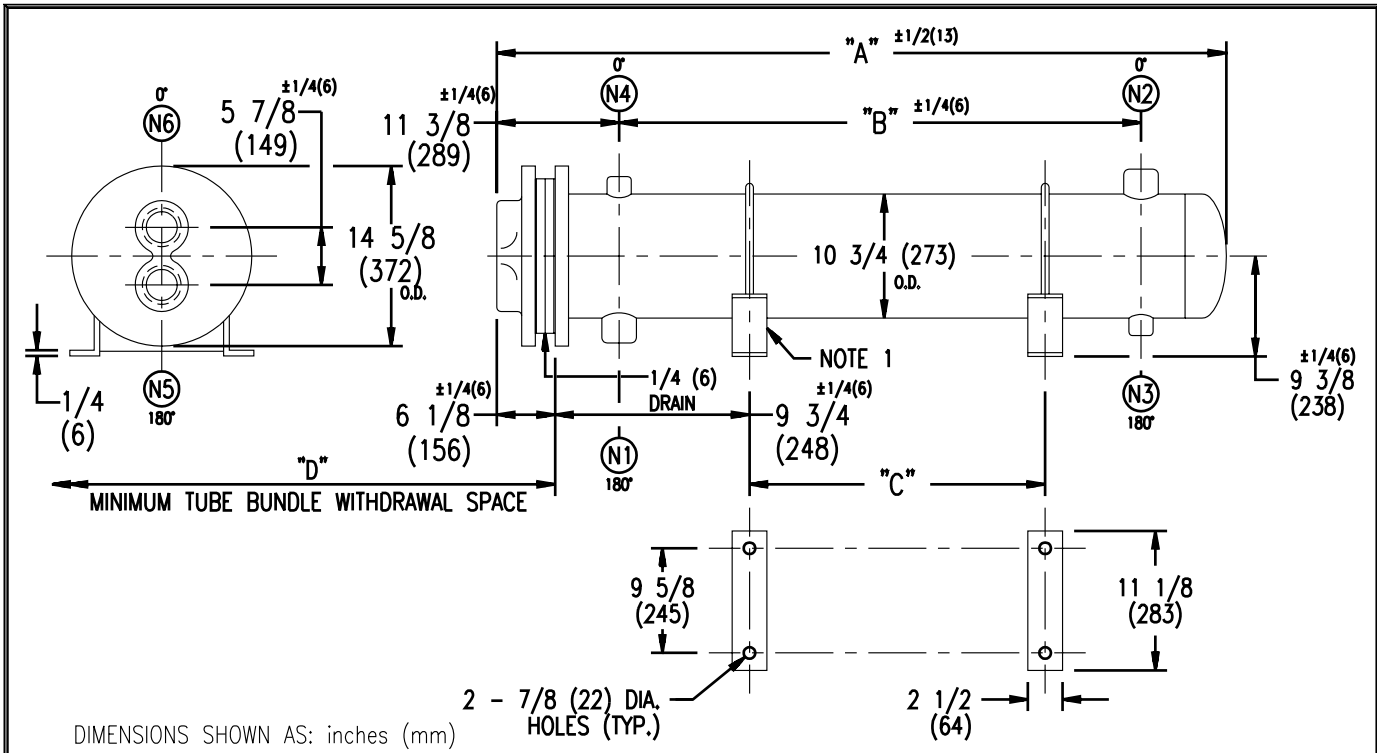 "A" ±1/2(13)
0°
N4
0°
N2
"B" ±1/4(6)
±1/4(6)
11 3/8
(289)
0°
N6
±1/4(6)
5 7/8
(149)
14 5/8
(372)
O.D.
10 3/4 (273)
O.D.
NOTE 1
1/4 (6)
DRAIN
±1/4(6)
9 3/4
(248)
±1/4(6)
6 1/8
(156)
±1/4(6)
9 3/8
(238)
N3
180°
1/4
(6)
N5
180°
N1
180°
"D"
MINIMUM TUBE BUNDLE WITHDRAWAL SPACE
"C"
9 5/8
(245)
11 1/8
(283)
2 - 7/8 (22) DIA.
HOLES (TYP.)
2 1/2
(64)
DIMENSIONS SHOWN AS: inches (mm)